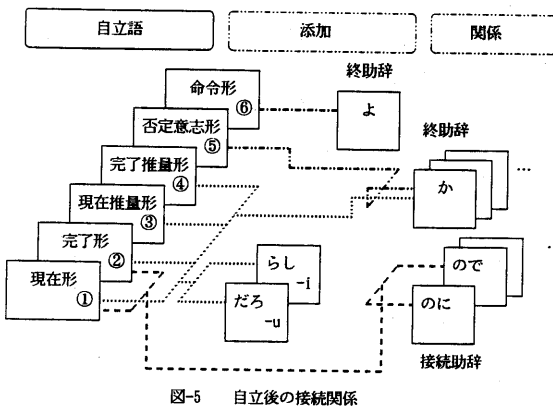 自立語 添加 関係
終助辞
命令形
⑥
よ
否定意志形
⑤
終助辞
完了推量形
④
か
…
現在推量形
③
完了形
②
らし
-i
ので
現在形
①
だろ
-u
のに
接続助辞
図-5 自立後の接続関係